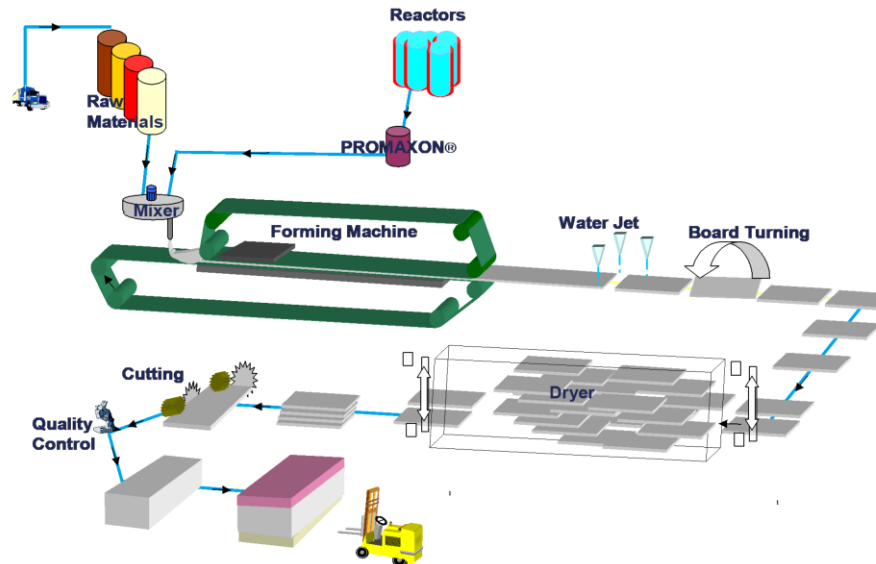 Reactors
Raw
Materials
PROMAXON®
Mixer
Forming Machine
Water Jet
Board Turning
Dryer
Cutting
Quality
Control